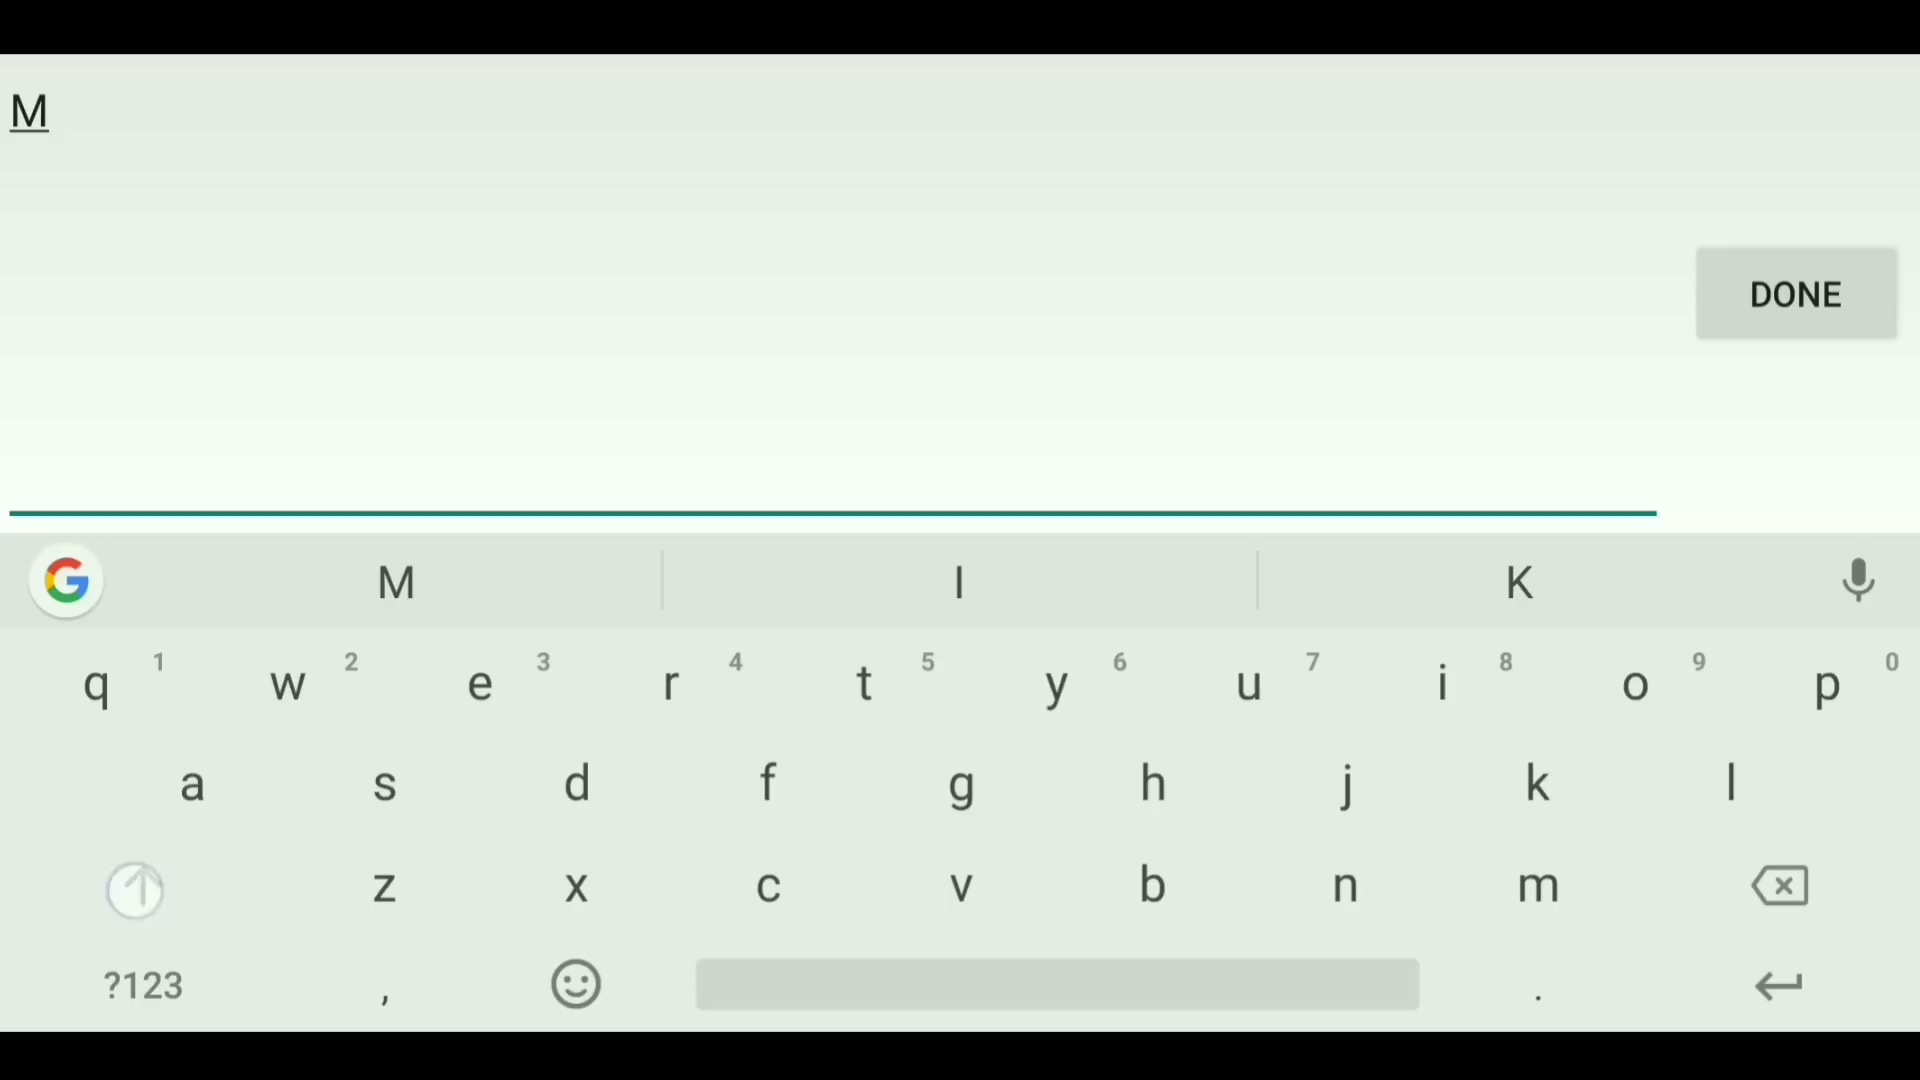 M
DONE
M I K
q 1 w 2 e 3 r 4 t 5 y 6 u 7 i 8 o 9 p 0
a s d f g h j k l
z x c v b n m
?123 , .